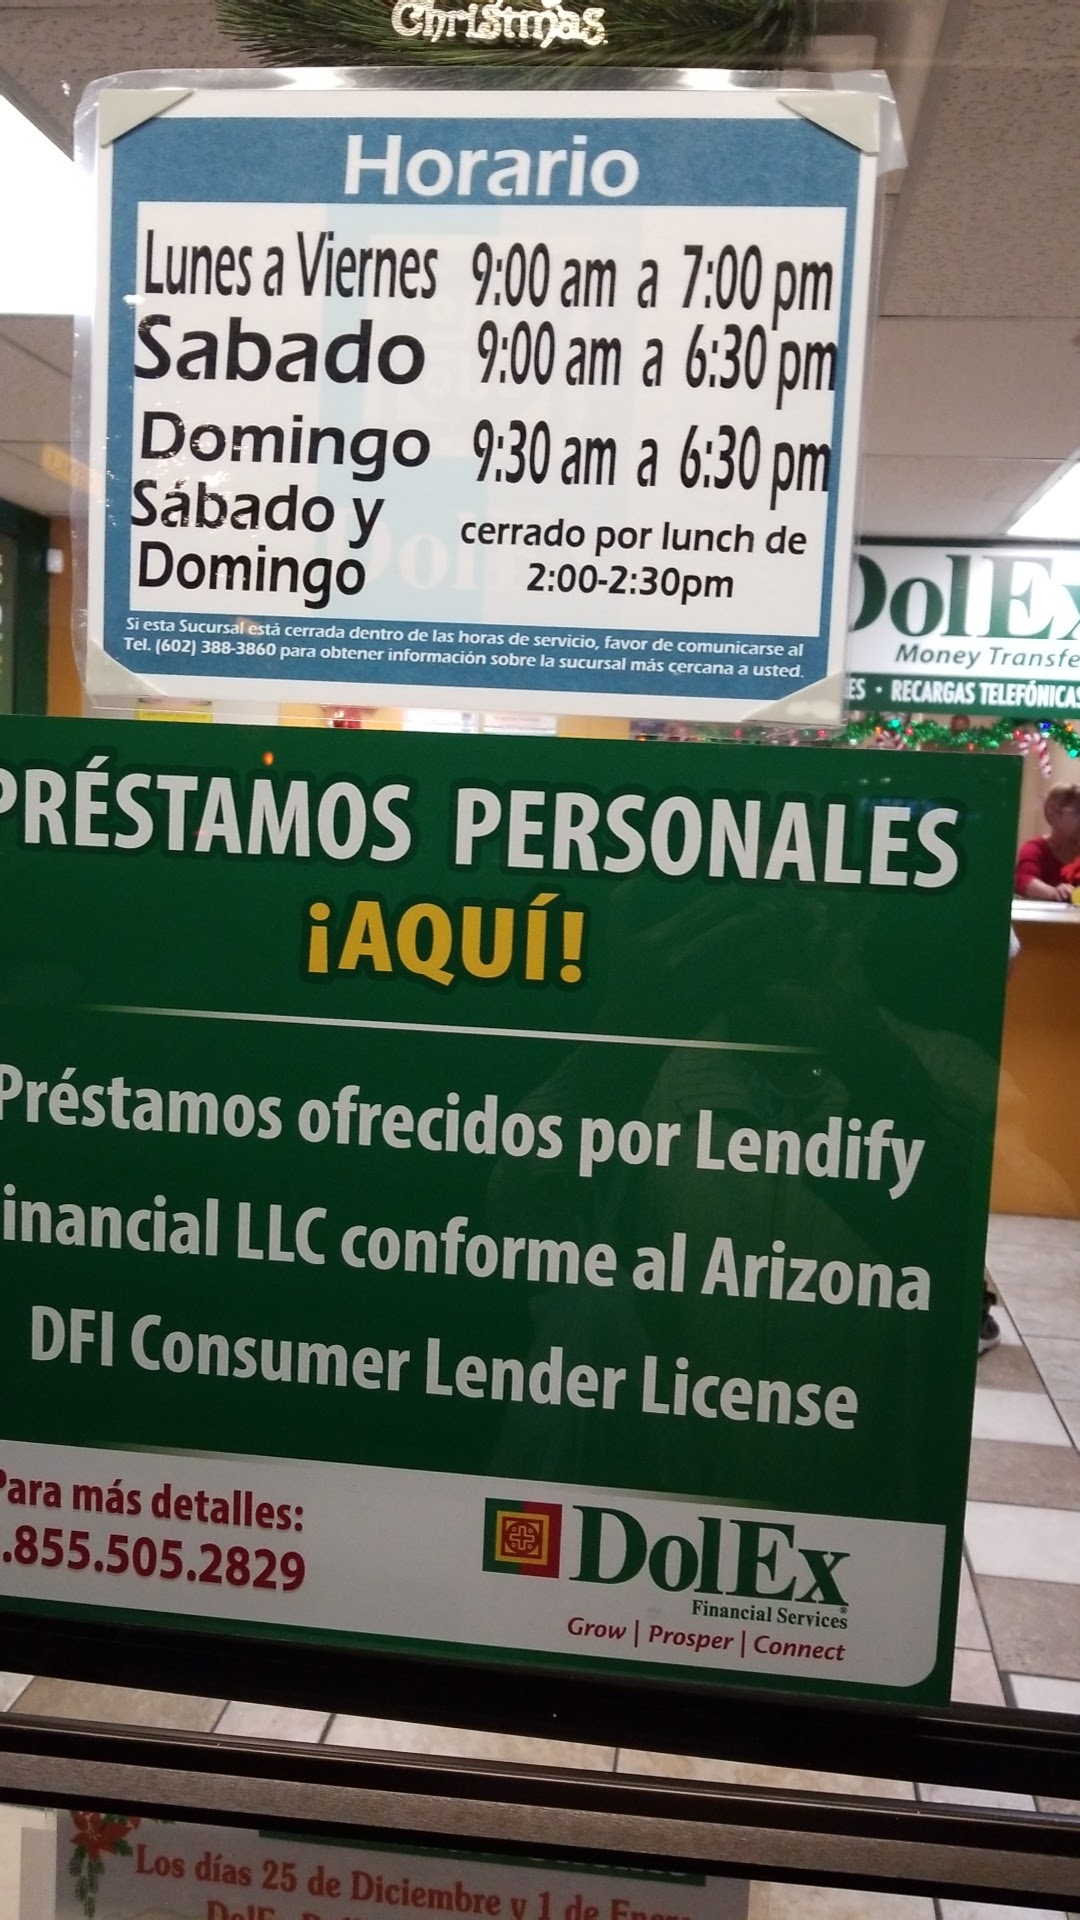 Christmas
Horario
Lunes a Viernes 9:00 am a 7:00 pm
Sabado 9:00 am a 6:30 pm
Domingo 9:30 am a 6:30 pm
Sábado y
Domingo
cerrado por lunch de
2:00-2:30pm
Si esta Sucursal está cerrada dentro de las horas de servicio, favor de comunicarse al
Tel. (602) 388-3860 para obtener información sobre la sucursal más cercana a usted.
DolEx
Money Transfe
ES • RECARGAS TELEFÓNICAS
PRÉSTAMOS PERSONALES
¡AQUÍ!
Préstamos ofrecidos por Lendify
inancial LLC conforme al Arizona
DFI Consumer Lender License
Para más detalles:
.855.505.2829
DolEx
Financial Services
Grow | Prosper | Connect
Los días 25 de Diciembre y 1 de Enero